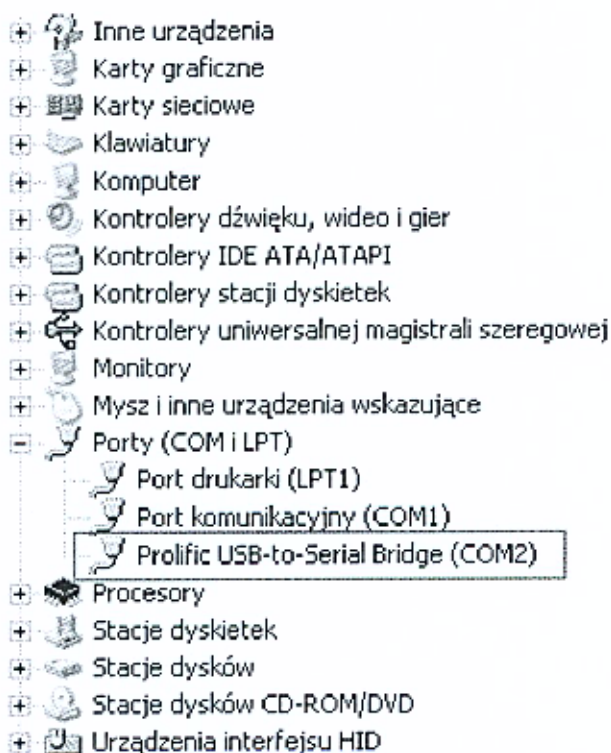 Inne urządzenia
Karty graficzne
Karty sieciowe
Klawiatury
Komputer
Kontrolery dźwięku, wideo i gier
Kontrolery IDE ATA/ATAPI
Kontrolery stacji dyskietek
Kontrolery uniwersalnej magistrali szeregowej
Monitory
Mysz i inne urządzenia wskazujące
Porty (COM i LPT)
Port drukarki (LPT1)
Port komunikacyjny (COM1)
Prolific USB-to-Serial Bridge (COM2)
Procesory
Stacje dyskietek
Stacje dysków
Stacje dysków CD-ROM/DVD
Urządzenia interfejsu HID